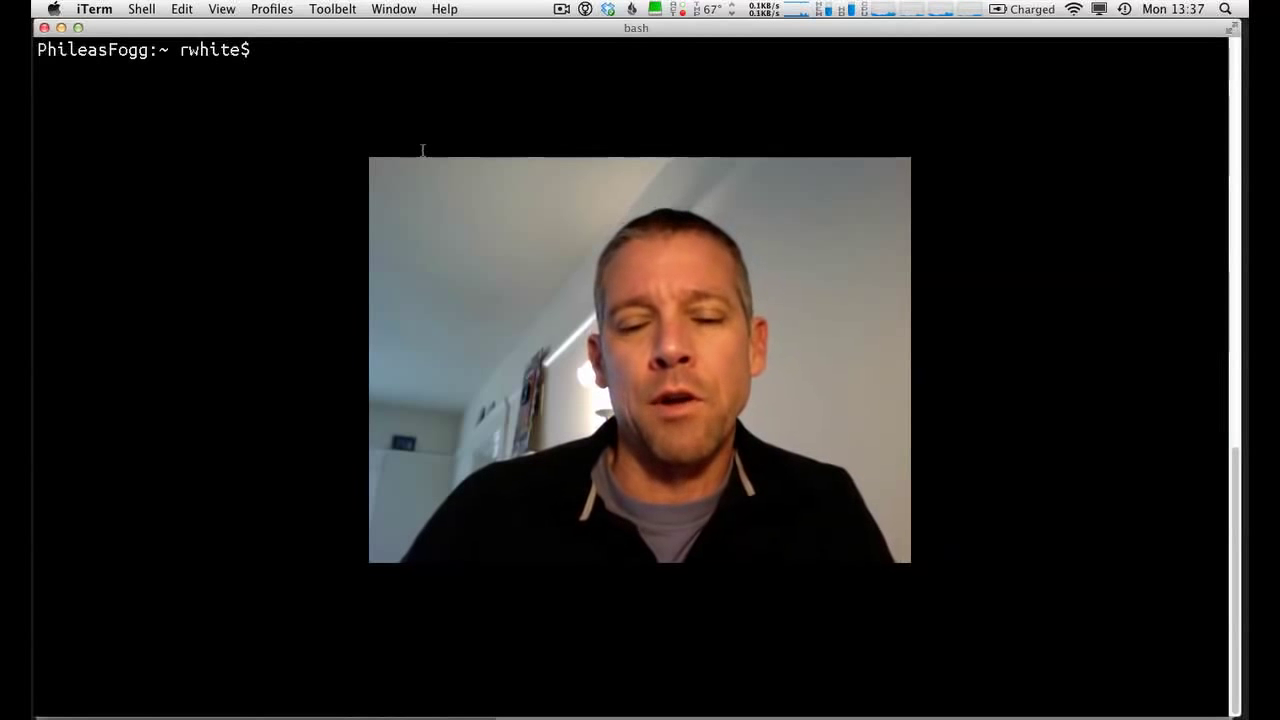 iTerm Shell Edit View Profiles Toolbelt Window Help 67° 0.1KB/s 0.1KB/s Charged Mon 13:37
bash
PhileasFogg:~ rwhite$